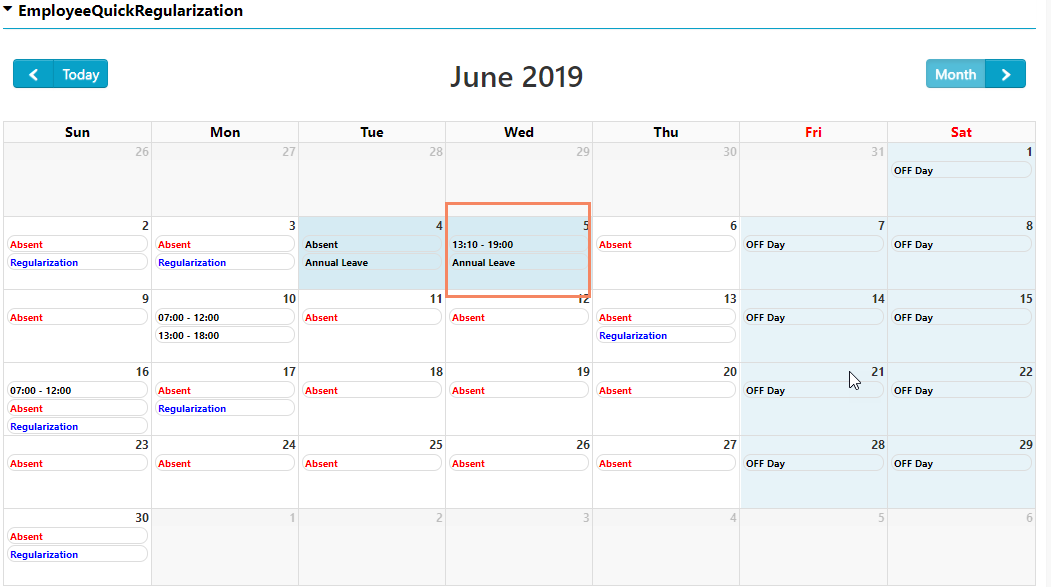 EmployeeQuickRegularization
Today
June 2019
Month
Sun Mon Tue Wed Thu Fri Sat
26 27 28 29 30 31 1
OFF Day
2 3 4 5 6 7 8
Absent Absent Absent 13:10 - 19:00 Absent OFF Day OFF Day
Regularization Regularization Annual Leave Annual Leave
9 10 11 12 13 14 15
Absent 07:00 - 12:00 Absent Absent Absent OFF Day OFF Day
13:00 - 18:00 Regularization
16 17 18 19 20 21 22
07:00 - 12:00 Absent Absent Absent Absent OFF Day OFF Day
Absent Regularization
Regularization
23 24 25 26 27 28 29
Absent Absent Absent Absent Absent OFF Day OFF Day
30 1 2 3 4 5 6
Absent
Regularization